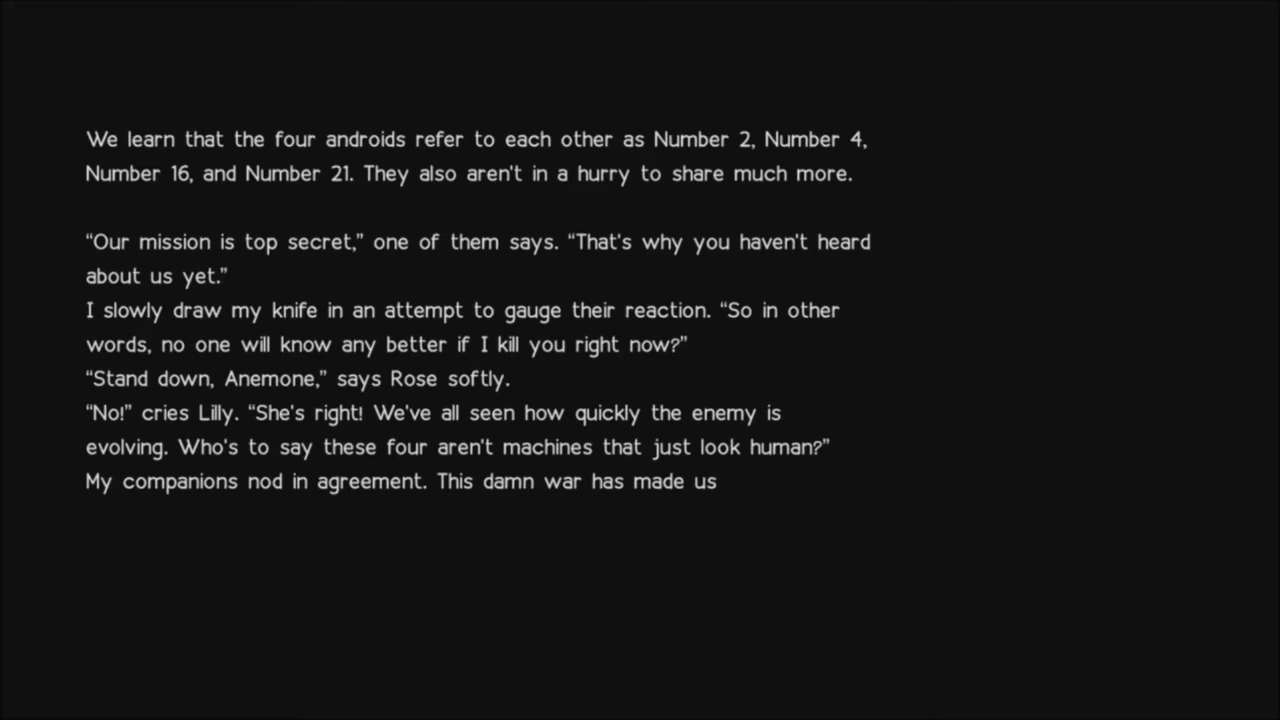 We learn that the four androids refer to each other as Number 2, Number 4,
Number 16, and Number 21. They also aren't in a hurry to share much more.
“Our mission is top secret,” one of them says. “That's why you haven't heard
about us yet.”
I slowly draw my knife in an attempt to gauge their reaction. “So in other
words, no one will know any better if I kill you right now?”
“Stand down, Anemone,” says Rose softly.
“No!” cries Lilly. “She's right! We've all seen how quickly the enemy is
evolving. Who's to say these four aren't machines that just look human?”
My companions nod in agreement. This damn war has made us